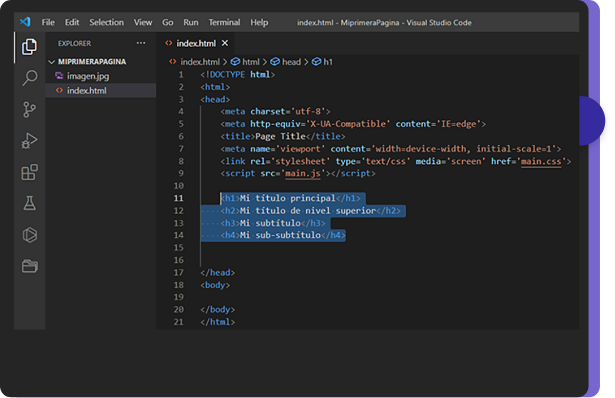 File Edit Selection View Go Run Terminal Help index.html - MiprimeraPagina - Visual Studio Code
EXPLORER ...
MIPRIMERAPAGINA
imagen.jpg
index.html
index.html ×
index.html > html > head > h1
1 <!DOCTYPE html>
2 <html>
3 <head>
4 <meta charset='utf-8'>
5 <meta http-equiv='X-UA-Compatible' content='IE=edge'>
6 <title>Page Title</title>
7 <meta name='viewport' content='width=device-width, initial-scale=1'>
8 <link rel='stylesheet' type='text/css' media='screen' href='main.css'>
9 <script src='main.js'></script>
10
11 <h1>Mi título principal</h1>
12 <h2>Mi título de nivel superior</h2>
13 <h3>Mi subtítulo</h3>
14 <h4>Mi sub-subtítulo</h4>
15
16
17 </head>
18 <body>
19
20 </body>
21 </html>